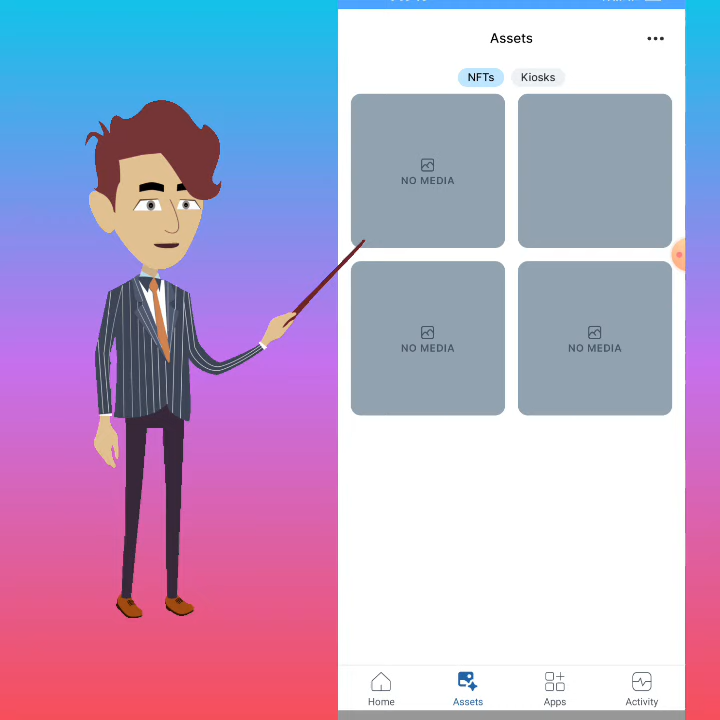 Assets
NFTs Kiosks
NO MEDIA
NO MEDIA NO MEDIA
Home Assets Apps Activity